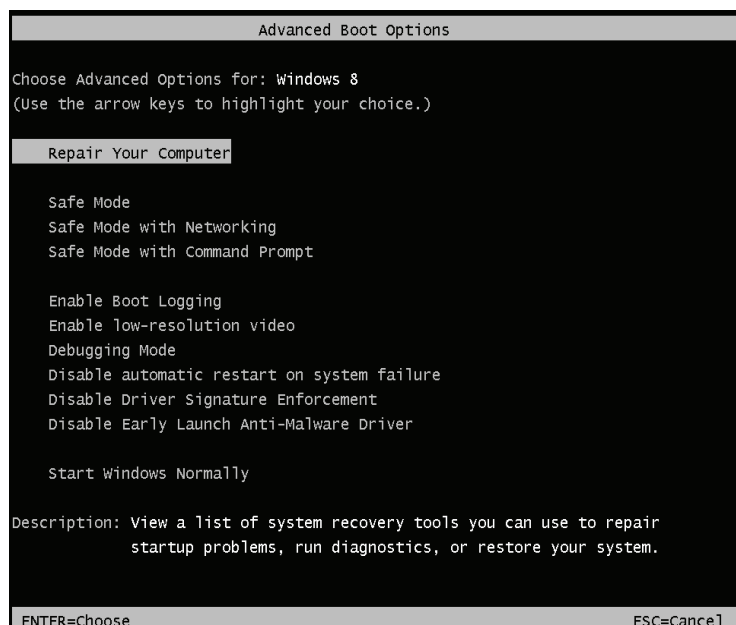 Advanced Boot Options
Choose Advanced Options for: Windows 8
(Use the arrow keys to highlight your choice.)
Repair Your Computer
Safe Mode
Safe Mode with Networking
Safe Mode with Command Prompt
Enable Boot Logging
Enable low-resolution video
Debugging Mode
Disable automatic restart on system failure
Disable Driver Signature Enforcement
Disable Early Launch Anti-Malware Driver
Start Windows Normally
Description: View a list of system recovery tools you can use to repair
startup problems, run diagnostics, or restore your system.
ENTER=Choose ESC=Cancel